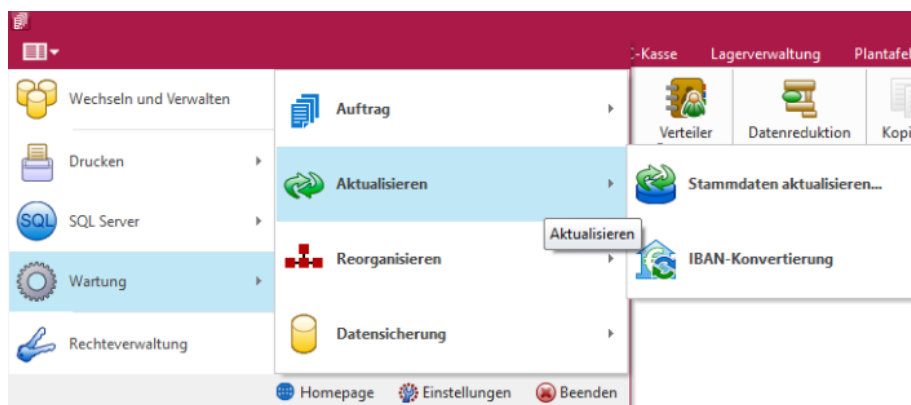 -Kasse Lagerverwaltung Plantafel
Wechseln und Verwalten
Drucken
SQL
SQL Server
Wartung
Rechteverwaltung
Auftrag
Aktualisieren
Aktualisieren
Reorganisieren
Datensicherung
Homepage Einstellungen Beenden
Verteiler
Datenreduktion
Kopi
Stammdaten aktualisieren...
IBAN-Konvertierung